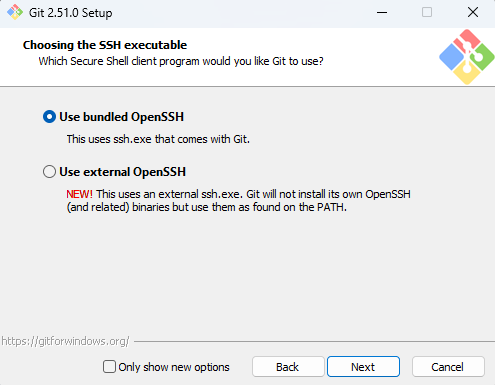 Git 2.51.0 Setup
Choosing the SSH executable
Which Secure Shell client program would you like Git to use?
Use bundled OpenSSH
This uses ssh.exe that comes with Git.
Use external OpenSSH
NEW! This uses an external ssh.exe. Git will not install its own OpenSSH
(and related) binaries but use them as found on the PATH.
https://gitforwindows.org/
Only show new options
Back
Next
Cancel